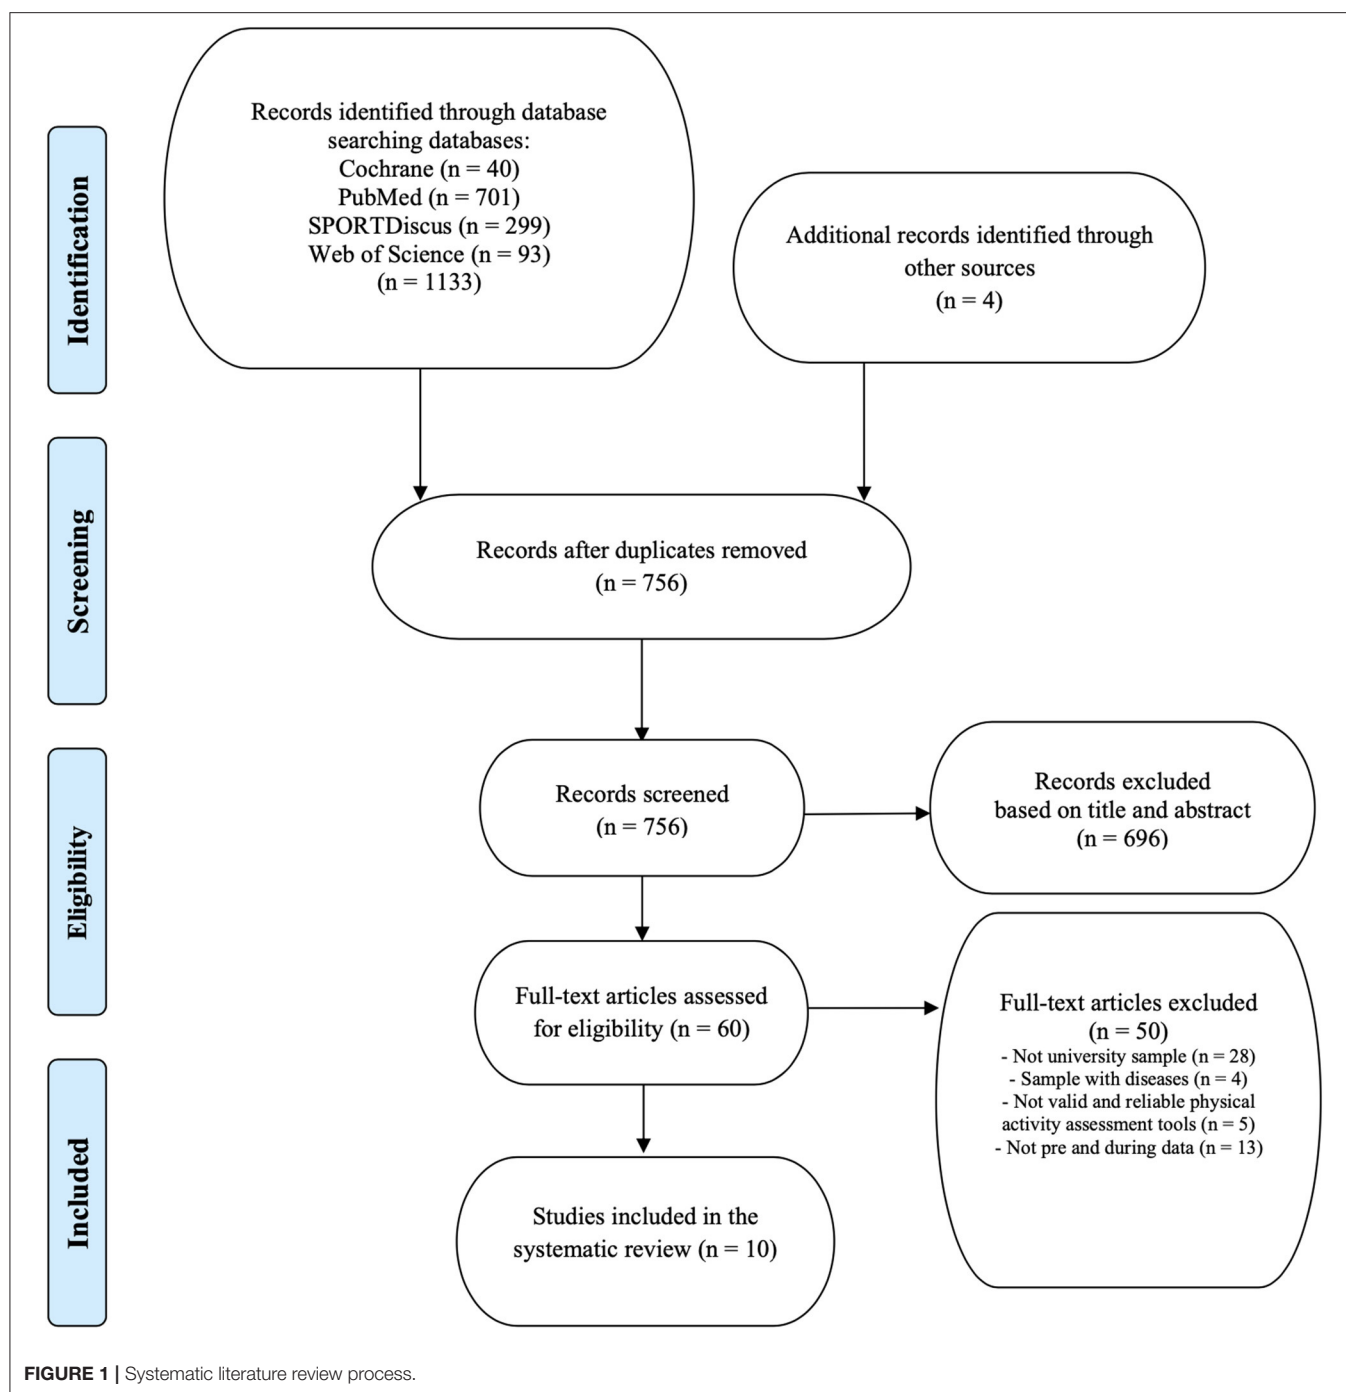 Identification
Records identified through database
searching databases:
Cochrane (n = 40)
PubMed (n = 701)
SPORTDiscus (n = 299)
Web of Science (n = 93)
(n = 1133)
Additional records identified through
other sources
(n = 4)
Screening
Records after duplicates removed
(n = 756)
Eligibility
Records screened
(n = 756)
Records excluded
based on title and abstract
(n = 696)
Full-text articles assessed
for eligibility (n = 60)
Full-text articles excluded
(n = 50)
- Not university sample (n = 28)
- Sample with diseases (n = 4)
- Not valid and reliable physical
activity assessment tools (n = 5)
- Not pre and during data (n = 13)
Included
Studies included in the
systematic review (n = 10)
FIGURE 1 | Systematic literature review process.